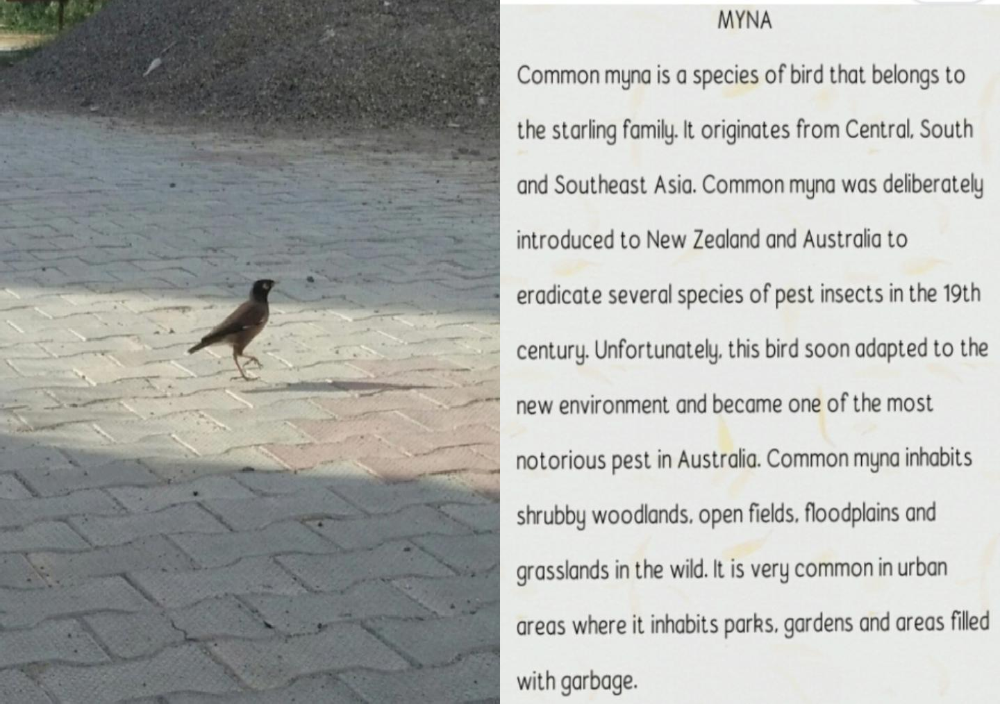 MYNA
Common myna is a species of bird that belongs to
the starling family. It originates from Central, South
and Southeast Asia. Common myna was deliberately
introduced to New Zealand and Australia to
eradicate several species of pest insects in the 19th
century. Unfortunately, this bird soon adapted to the
new environment and became one of the most
notorious pest in Australia. Common myna inhabits
shrubby woodlands, open fields, floodplains and
grasslands in the wild. It is very common in urban
areas where it inhabits parks, gardens and areas filled
with garbage.